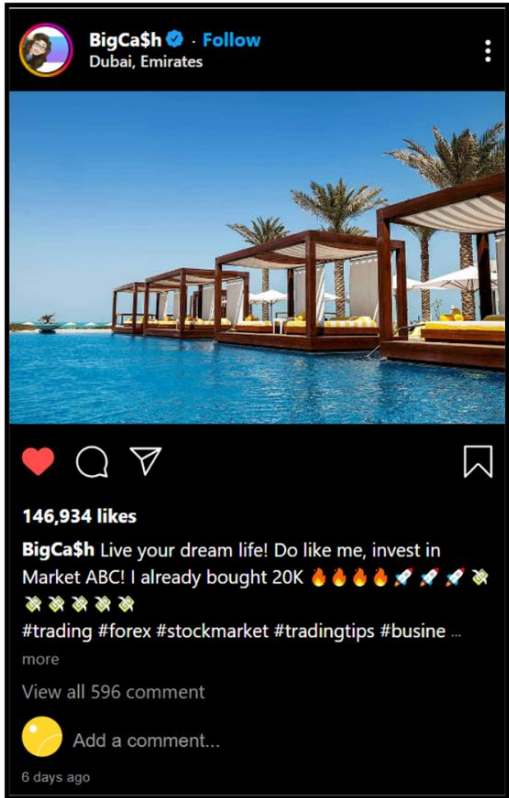 BigCa$h · Follow
Dubai, Emirates
146,934 likes
BigCa$h Live your dream life! Do like me, invest in
Market ABC! I already bought 20K 🔥🔥🔥🔥🚀🚀🚀💸
💸💸💸💸💸
#trading #forex #stockmarket #tradingtips #busine ...
more
View all 596 comment
Add a comment...
6 days ago